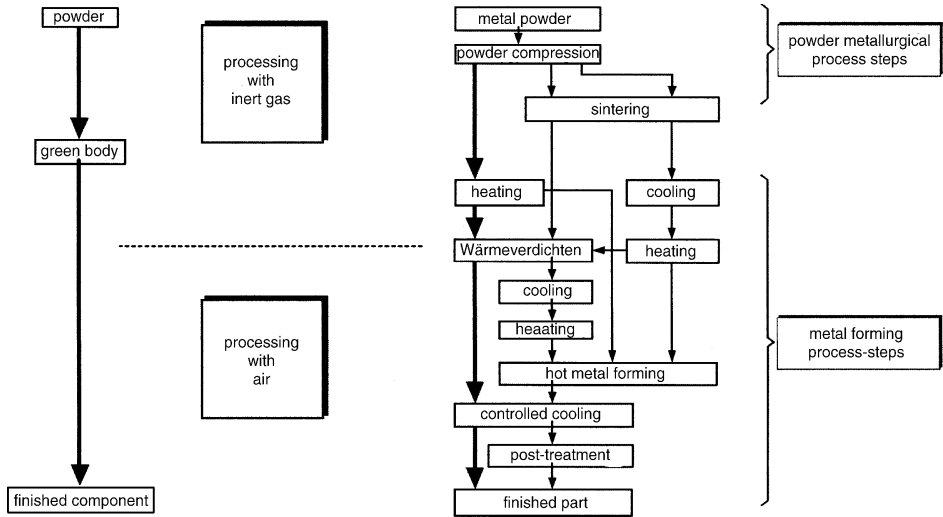 powder
green body
finished component
processing
with
inert gas
processing
with
air
metal powder
powder compression
sintering
heating
cooling
Wärmeverdichten
heating
cooling
heaating
hot metal forming
controlled cooling
post-treatment
finished part
powder metallurgical
process steps
metal forming
process-steps